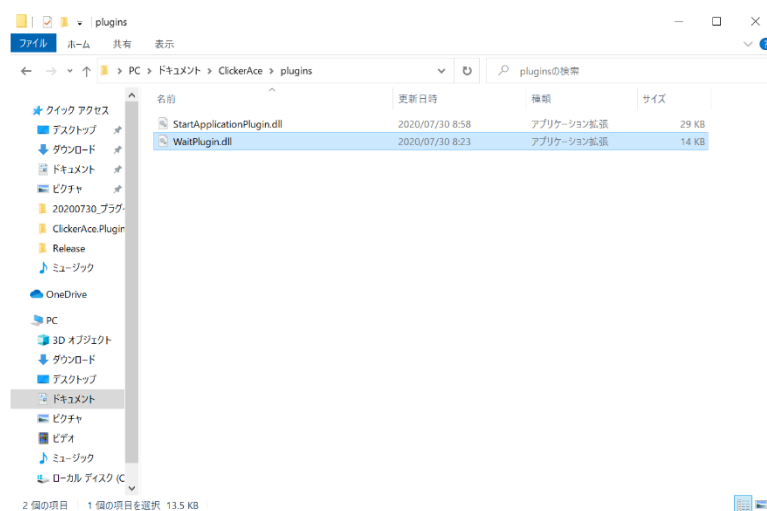 plugins
ファイル ホーム 共有 表示
PC > ドキュメント > ClickerAce > plugins
pluginsの検索
名前 更新日時 種類 サイズ
StartApplicationPlugin.dll 2020/07/30 8:58 アプリケーション拡張 29 KB
WaitPlugin.dll 2020/07/30 8:23 アプリケーション拡張 14 KB
クイック アクセス
デスクトップ
ダウンロード
ドキュメント
ピクチャ
20200730_プラグ-
ClickerAce.Plugin
Release
ミュージック
OneDrive
PC
3D オブジェクト
ダウンロード
デスクトップ
ドキュメント
ピクチャ
ビデオ
ミュージック
ローカル ディスク (C
2 個の項目 1 個の項目を選択 13.5 KB